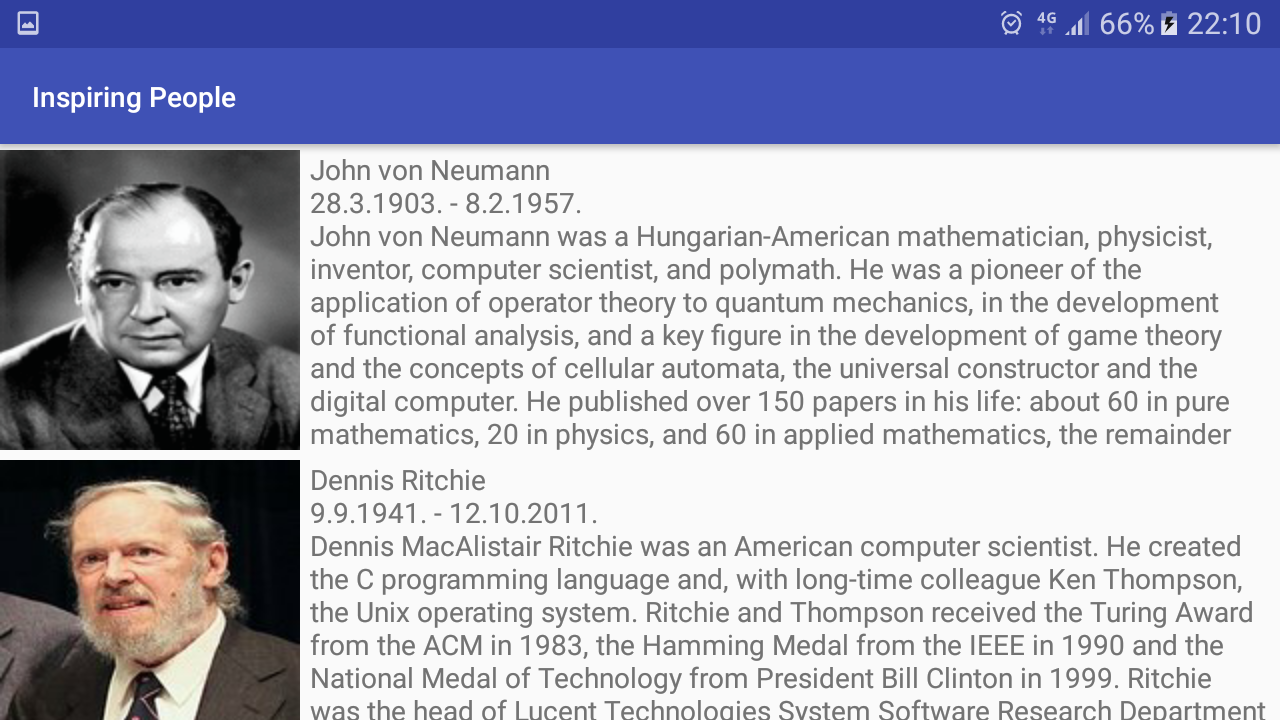 4G 66% 22:10
Inspiring People
John von Neumann
28.3.1903. - 8.2.1957.
John von Neumann was a Hungarian-American mathematician, physicist,
inventor, computer scientist, and polymath. He was a pioneer of the
application of operator theory to quantum mechanics, in the development
of functional analysis, and a key figure in the development of game theory
and the concepts of cellular automata, the universal constructor and the
digital computer. He published over 150 papers in his life: about 60 in pure
mathematics, 20 in physics, and 60 in applied mathematics, the remainder
Dennis Ritchie
9.9.1941. - 12.10.2011.
Dennis MacAlistair Ritchie was an American computer scientist. He created
the C programming language and, with long-time colleague Ken Thompson,
the Unix operating system. Ritchie and Thompson received the Turing Award
from the ACM in 1983, the Hamming Medal from the IEEE in 1990 and the
National Medal of Technology from President Bill Clinton in 1999. Ritchie
was the head of Lucent Technologies System Software Research Department